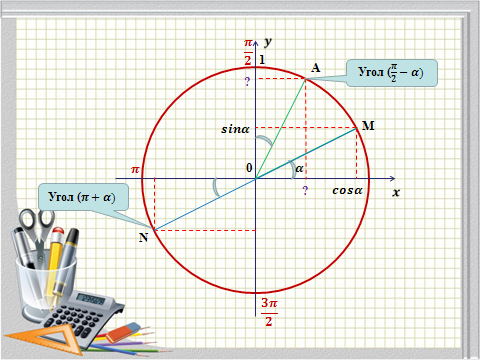 π/2
y
1
A
Угол (π/2 − α)
?
sinα
M
π
0
α
?
cosα
x
Угол (π + α)
N
3π/2